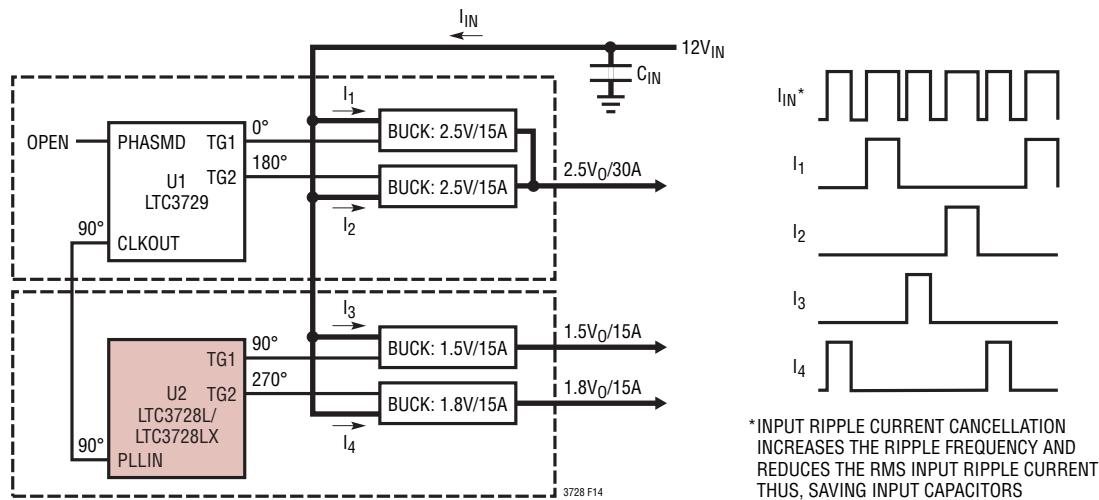 I_IN
12V_IN
C_IN
I_1
BUCK: 2.5V/15A
OPEN
PHASMD
TG1
0°
U1
LTC3729
TG2
180°
BUCK: 2.5V/15A
2.5V_O/30A
I_2
90°
CLKOUT
I_3
BUCK: 1.5V/15A
1.5V_O/15A
TG1
90°
U2
LTC3728L/
LTC3728LX
TG2
270°
BUCK: 1.8V/15A
1.8V_O/15A
I_4
90°
PLLIN
3728 F14
I_IN*
I_1
I_2
I_3
I_4
*INPUT RIPPLE CURRENT CANCELLATION
INCREASES THE RIPPLE FREQUENCY AND
REDUCES THE RMS INPUT RIPPLE CURRENT
THUS, SAVING INPUT CAPACITORS